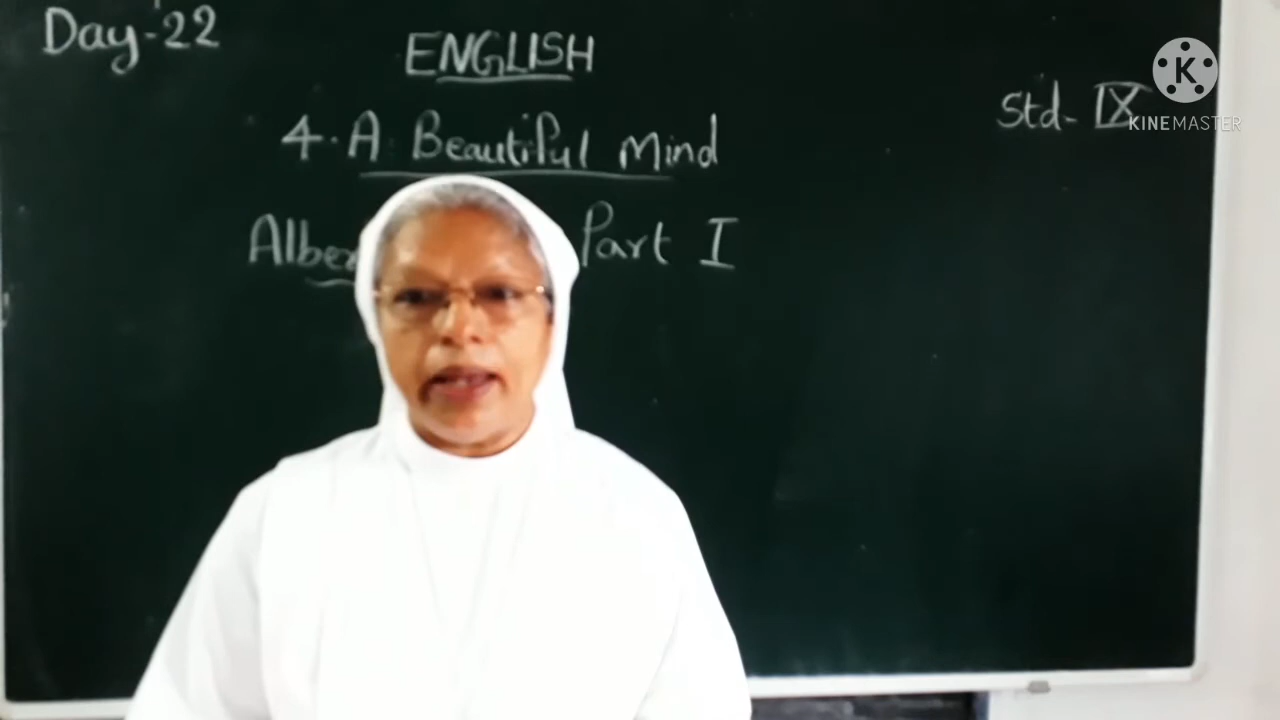 Day-22
ENGLISH
Std- IX
4. A Beautiful Mind
Part I
K
KINEMASTER